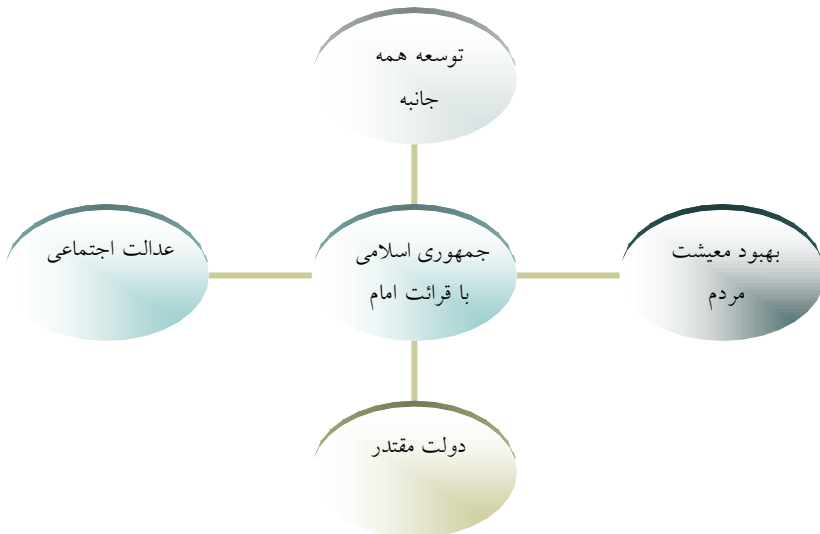 توسعه همه
جانبه
بهبود معیشت
مردم
جمهوری اسلامی
با قرائت امام
عدالت اجتماعی
دولت مقتدر